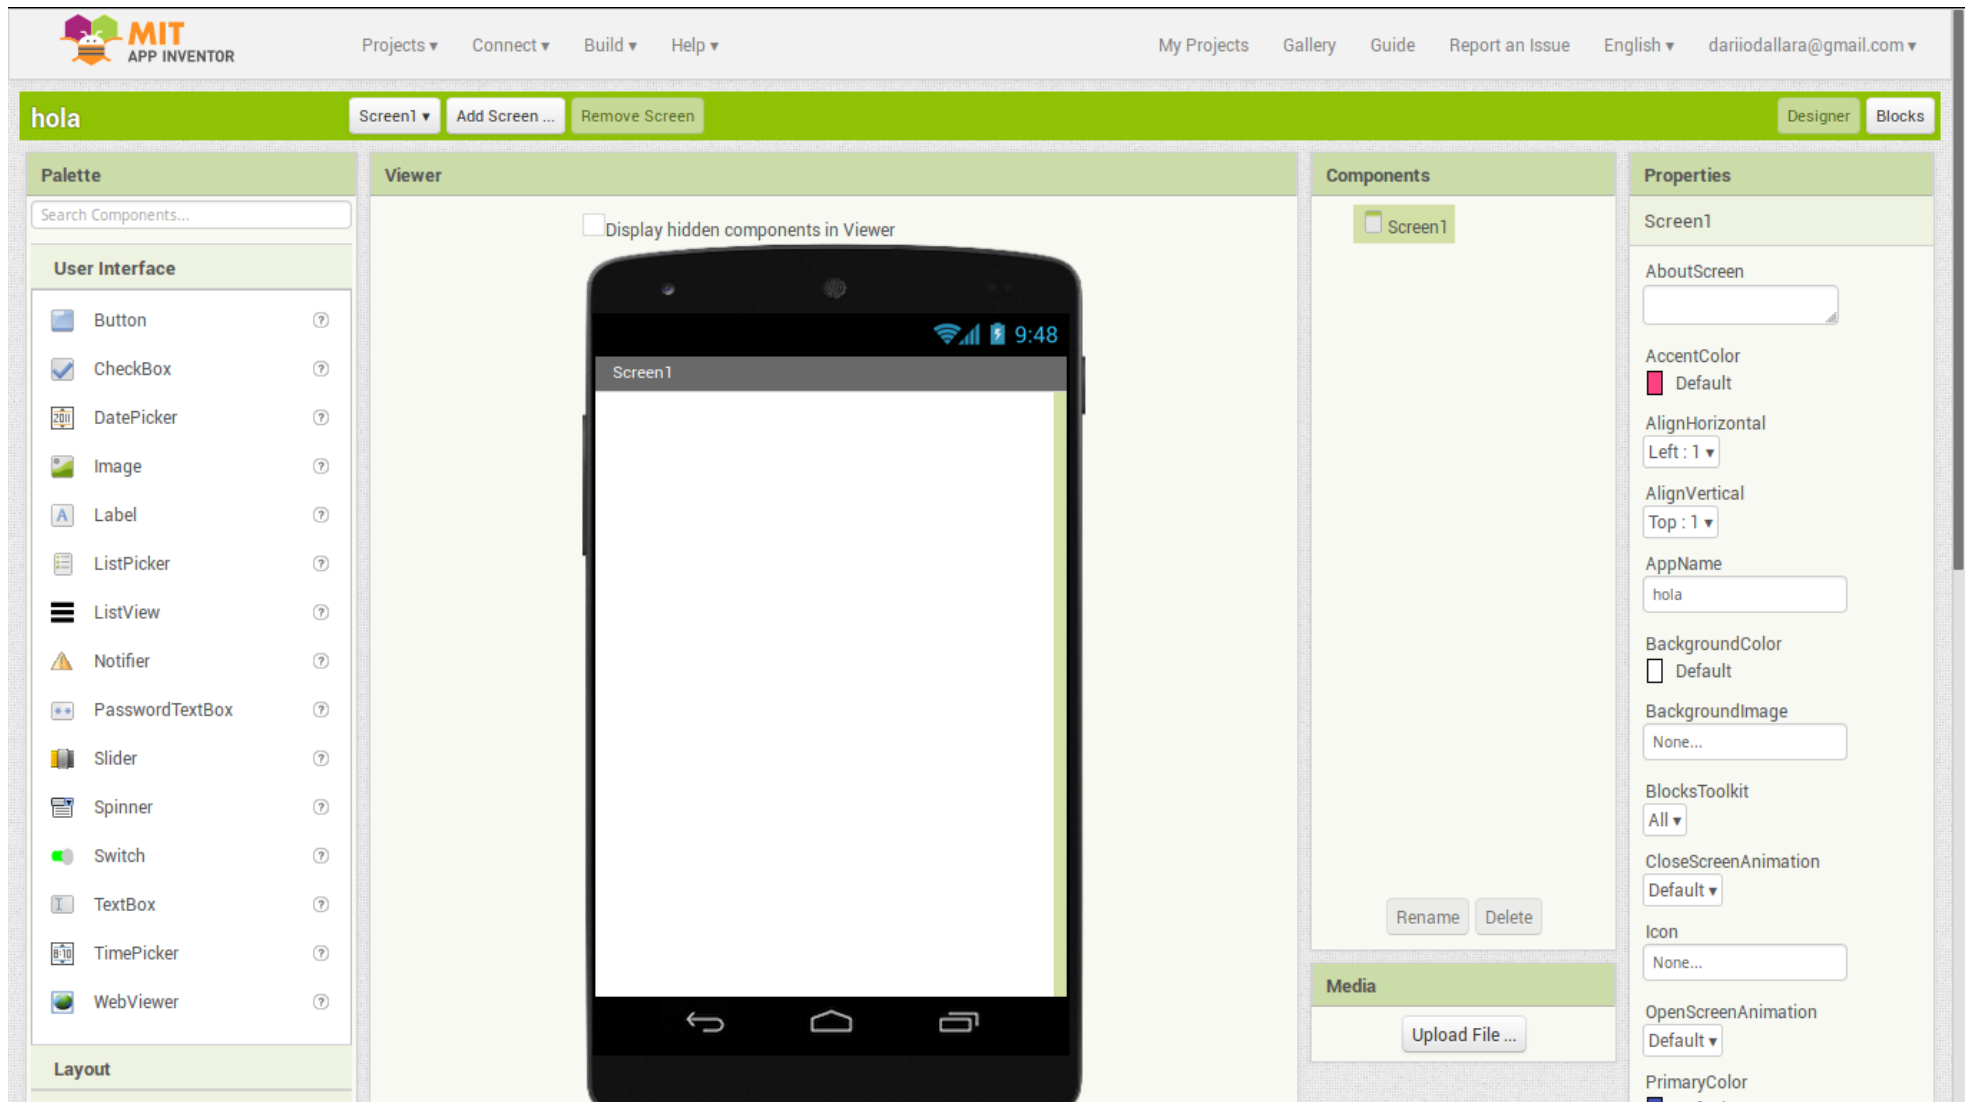 MIT
APP INVENTOR
Projects ▾ Connect ▾ Build ▾ Help ▾ My Projects Gallery Guide Report an Issue English ▾ dariiodallara@gmail.com ▾
hola Screen1 ▾ Add Screen ... Remove Screen Designer Blocks
Palette
Search Components...
User Interface
Button
CheckBox
DatePicker
Image
Label
ListPicker
ListView
Notifier
PasswordTextBox
Slider
Spinner
Switch
TextBox
TimePicker
WebViewer
Layout
Viewer
Display hidden components in Viewer
9:48
Screen1
Components
Screen1
Rename Delete
Media
Upload File ...
Properties
Screen1
AboutScreen
AccentColor
Default
AlignHorizontal
Left : 1 ▾
AlignVertical
Top : 1 ▾
AppName
hola
BackgroundColor
Default
BackgroundImage
None...
BlocksToolkit
All ▾
CloseScreenAnimation
Default ▾
Icon
None...
OpenScreenAnimation
Default ▾
PrimaryColor